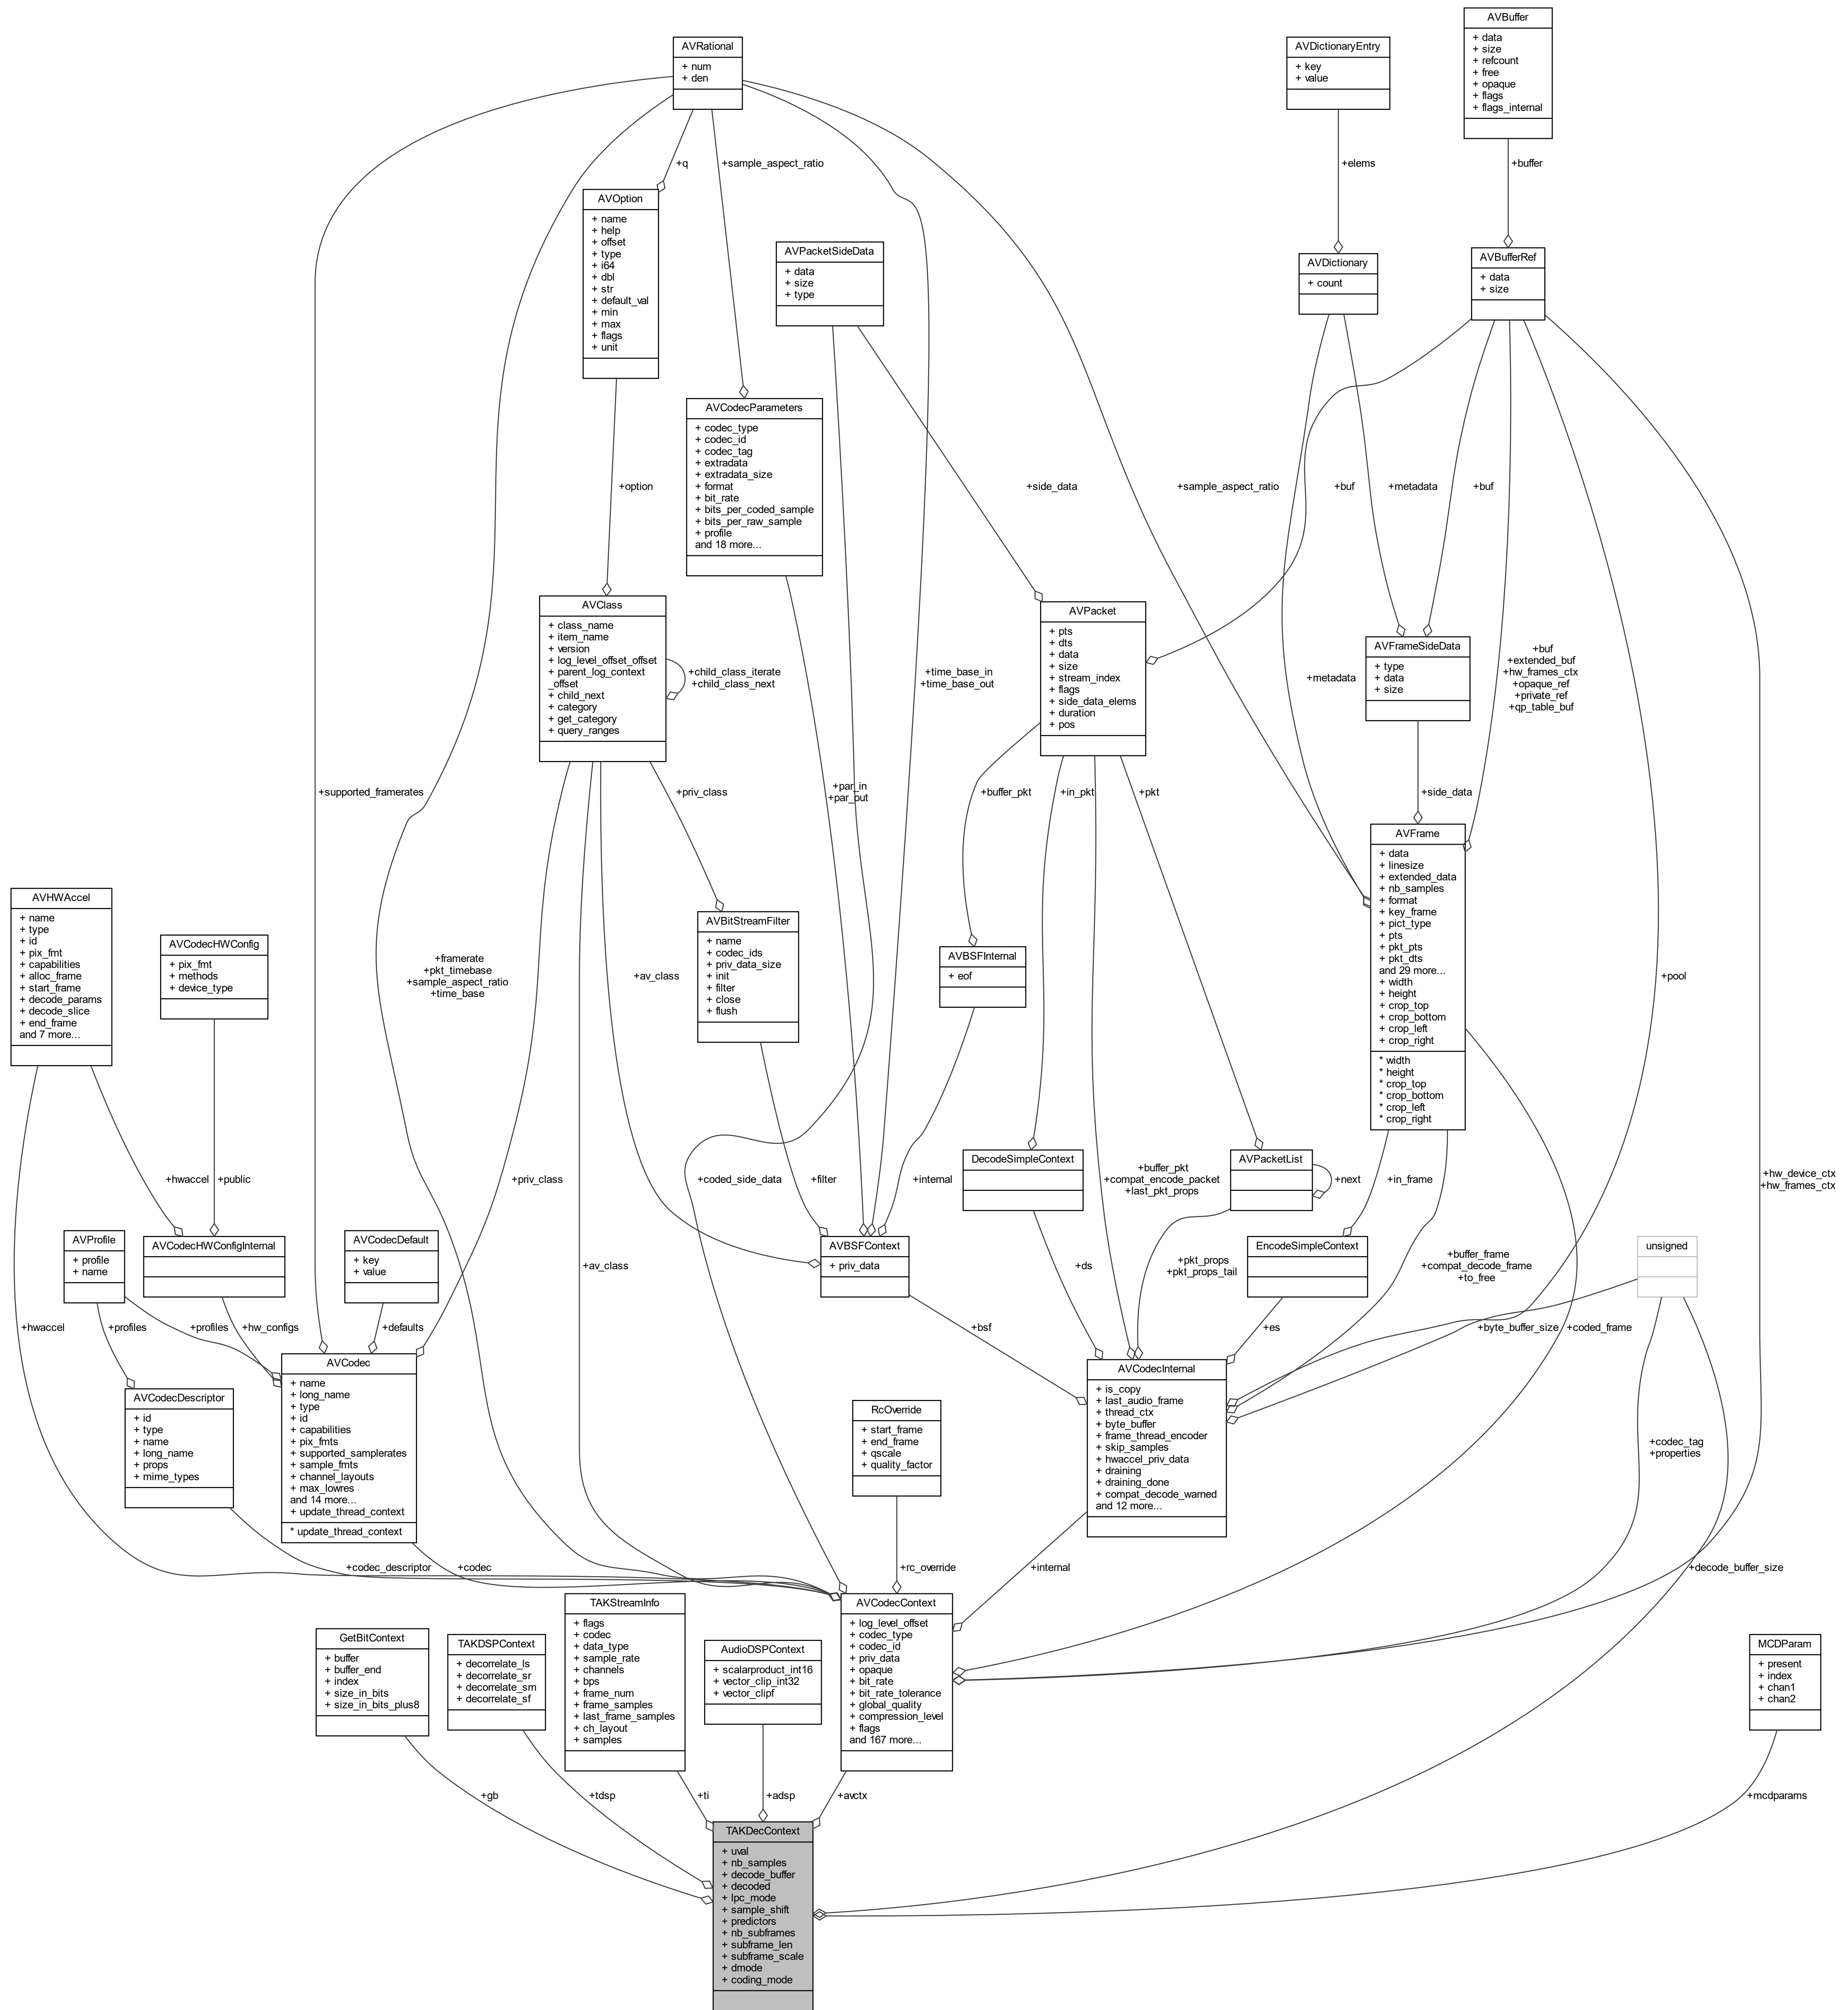 AVBuffer
+ data
+ size
+ refcount
+ free
+ opaque
+ flags
+ flags_internal
AVRational
+ num
+ den
AVDictionaryEntry
+ key
+ value
+q
+sample_aspect_ratio
+elems
+buffer
AVOption
+ name
+ help
+ offset
+ type
+ i64
+ dbl
+ str
+ default_val
+ min
+ max
+ flags
+ unit
AVPacketSideData
+ data
+ size
+ type
AVDictionary
+ count
AVBufferRef
+ data
+ size
AVCodecParameters
+ codec_type
+ codec_id
+ codec_tag
+ extradata
+ extradata_size
+ format
+ bit_rate
+ bits_per_coded_sample
+ bits_per_raw_sample
+ profile
and 18 more...
+option
+side_data
+sample_aspect_ratio
+buf
+metadata
+buf
AVClass
+ class_name
+ item_name
+ version
+ log_level_offset_offset
+ parent_log_context
_offset
+ child_next
+ category
+ get_category
+ query_ranges
+child_class_iterate
+child_class_next
+time_base_in
+time_base_out
AVPacket
+ pts
+ dts
+ data
+ size
+ stream_index
+ flags
+ side_data_elems
+ duration
+ pos
+metadata
AVFrameSideData
+ type
+ data
+ size
+buf
+extended_buf
+hw_frames_ctx
+opaque_ref
+private_ref
+qp_table_buf
+supported_framerates
+priv_class
+par_in
+par_out
+buffer_pkt
+in_pkt
+pkt
+side_data
AVFrame
+ data
+ linesize
+ extended_data
+ nb_samples
+ format
+ key_frame
+ pict_type
+ pts
+ pkt_pts
+ pkt_dts
and 29 more...
+ width
+ height
+ crop_top
+ crop_bottom
+ crop_left
+ crop_right
* width
* height
* crop_top
* crop_bottom
* crop_left
* crop_right
AVHWAccel
+ name
+ type
+ id
+ pix_fmt
+ capabilities
+ alloc_frame
+ start_frame
+ decode_params
+ decode_slice
+ end_frame
and 7 more...
AVCodecHWConfig
+ pix_fmt
+ methods
+ device_type
+framerate
+pkt_timebase
+sample_aspect_ratio
+time_base
+av_class
AVBitStreamFilter
+ name
+ codec_ids
+ priv_data_size
+ init
+ filter
+ close
+ flush
AVBSFInternal
+ eof
+pool
+hwaccel
+public
+priv_class
+coded_side_data
+filter
+internal
DecodeSimpleContext
+buffer_pkt
+compat_encode_packet
+last_pkt_props
AVPacketList
+next
+in_frame
+hw_device_ctx
+hw_frames_ctx
AVProfile
+ profile
+ name
AVCodecHWConfigInternal
AVCodecDefault
+ key
+ value
+av_class
AVBSFContext
+ priv_data
+ds
+pkt_props
+pkt_props_tail
EncodeSimpleContext
+buffer_frame
+compat_decode_frame
+to_free
unsigned
+hwaccel
+profiles
+profiles
+hw_configs
+defaults
+bsf
+es
+byte_buffer_size
+coded_frame
AVCodecDescriptor
+ id
+ type
+ name
+ long_name
+ props
+ mime_types
AVCodec
+ name
+ long_name
+ type
+ id
+ capabilities
+ pix_fmts
+ supported_samplerates
+ sample_fmts
+ channel_layouts
+ max_lowres
and 14 more...
+ update_thread_context
* update_thread_context
RcOverride
+ start_frame
+ end_frame
+ qscale
+ quality_factor
AVCodecInternal
+ is_copy
+ last_audio_frame
+ thread_ctx
+ byte_buffer
+ frame_thread_encoder
+ skip_samples
+ hwaccel_priv_data
+ draining
+ draining_done
+ compat_decode_warned
and 12 more...
+codec_tag
+properties
+codec_descriptor
+codec
+rc_override
+internal
+decode_buffer_size
GetBitContext
+ buffer
+ buffer_end
+ index
+ size_in_bits
+ size_in_bits_plus8
TAKDSPContext
+ decorrelate_ls
+ decorrelate_sr
+ decorrelate_sm
+ decorrelate_sf
TAKStreamInfo
+ flags
+ codec
+ data_type
+ sample_rate
+ channels
+ bps
+ frame_num
+ frame_samples
+ last_frame_samples
+ ch_layout
+ samples
AudioDSPContext
+ scalarproduct_int16
+ vector_clip_int32
+ vector_clipf
AVCodecContext
+ log_level_offset
+ codec_type
+ codec_id
+ priv_data
+ opaque
+ bit_rate
+ bit_rate_tolerance
+ global_quality
+ compression_level
+ flags
and 167 more...
MCDParam
+ present
+ index
+ chan1
+ chan2
+gb
+tdsp
+ti
+adsp
+avctx
+mcdparams
TAKDecContext
+ uval
+ nb_samples
+ decode_buffer
+ decoded
+ lpc_mode
+ sample_shift
+ predictors
+ nb_subframes
+ subframe_len
+ subframe_scale
+ dmode
+ coding_mode